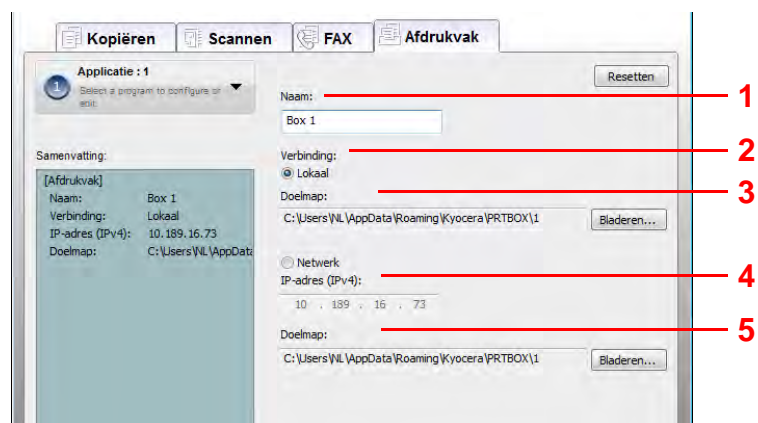 Kopiëren Scannen FAX Afdrukvak
Applicatie : 1
Select a program to configure or
edit
Resetten
Naam:
1
Box 1
Samenvatting:
[Afdrukvak]
Naam: Box 1
Verbinding: Lokaal
IP-adres (IPv4): 10.189.16.73
Doelmap: C:\Users\NL\AppData
Verbinding:
2
Lokaal
Doelmap:
3
C:\Users\NL\AppData\Roaming\Kyocera\PRTBOX\1 Bladeren...
Netwerk
IP-adres (IPv4):
4
10 . 189 . 16 . 73
Doelmap:
5
C:\Users\NL\AppData\Roaming\Kyocera\PRTBOX\1 Bladeren...